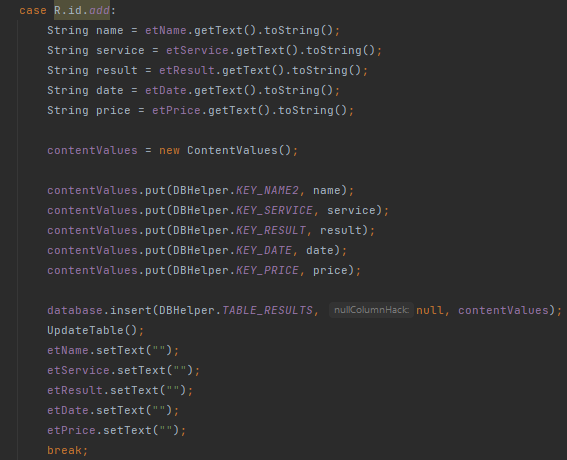 case R.id.add:
String name = etName.getText().toString();
String service = etService.getText().toString();
String result = etResult.getText().toString();
String date = etDate.getText().toString();
String price = etPrice.getText().toString();
contentValues = new ContentValues();
contentValues.put(DBHelper.KEY_NAME2, name);
contentValues.put(DBHelper.KEY_SERVICE, service);
contentValues.put(DBHelper.KEY_RESULT, result);
contentValues.put(DBHelper.KEY_DATE, date);
contentValues.put(DBHelper.KEY_PRICE, price);
database.insert(DBHelper.TABLE_RESULTS, nullColumnHack: null, contentValues);
UpdateTable();
etName.setText("");
etService.setText("");
etResult.setText("");
etDate.setText("");
etPrice.setText("");
break;